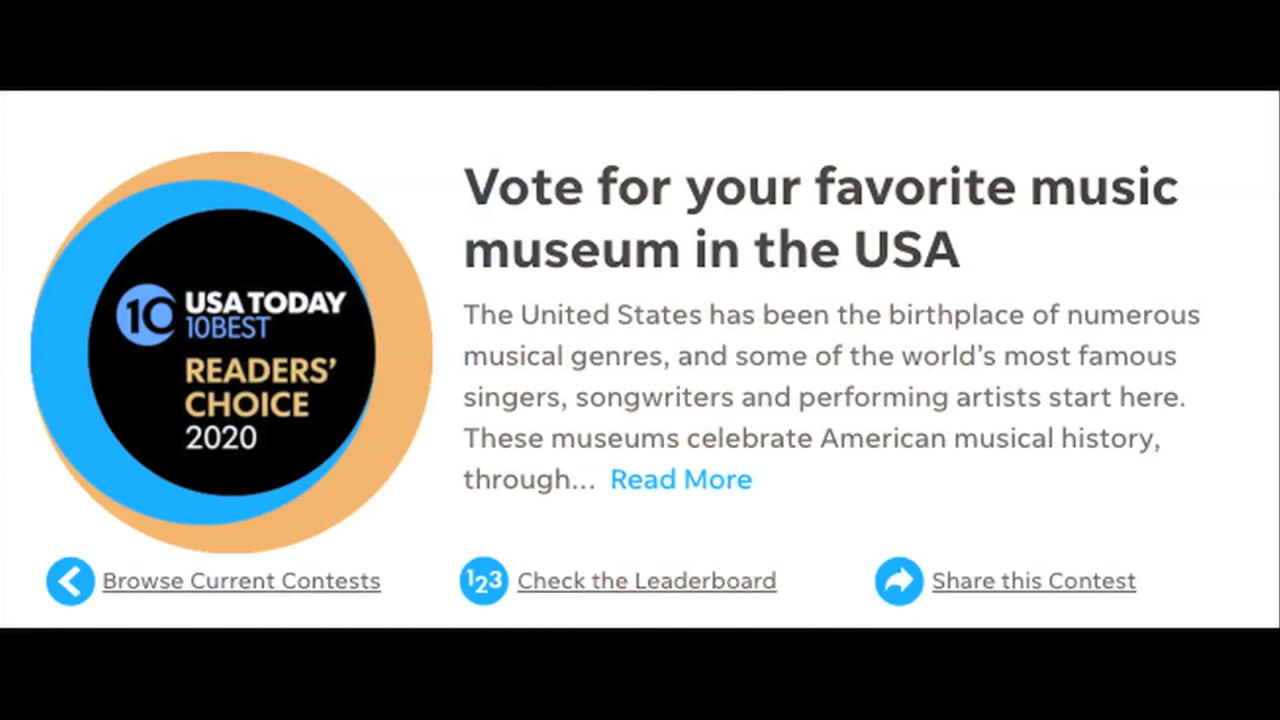 10 USA TODAY
10BEST
READERS'
CHOICE
2020
Vote for your favorite music
museum in the USA
The United States has been the birthplace of numerous
musical genres, and some of the world's most famous
singers, songwriters and performing artists start here.
These museums celebrate American musical history,
through... Read More
Browse Current Contests
123 Check the Leaderboard
Share this Contest